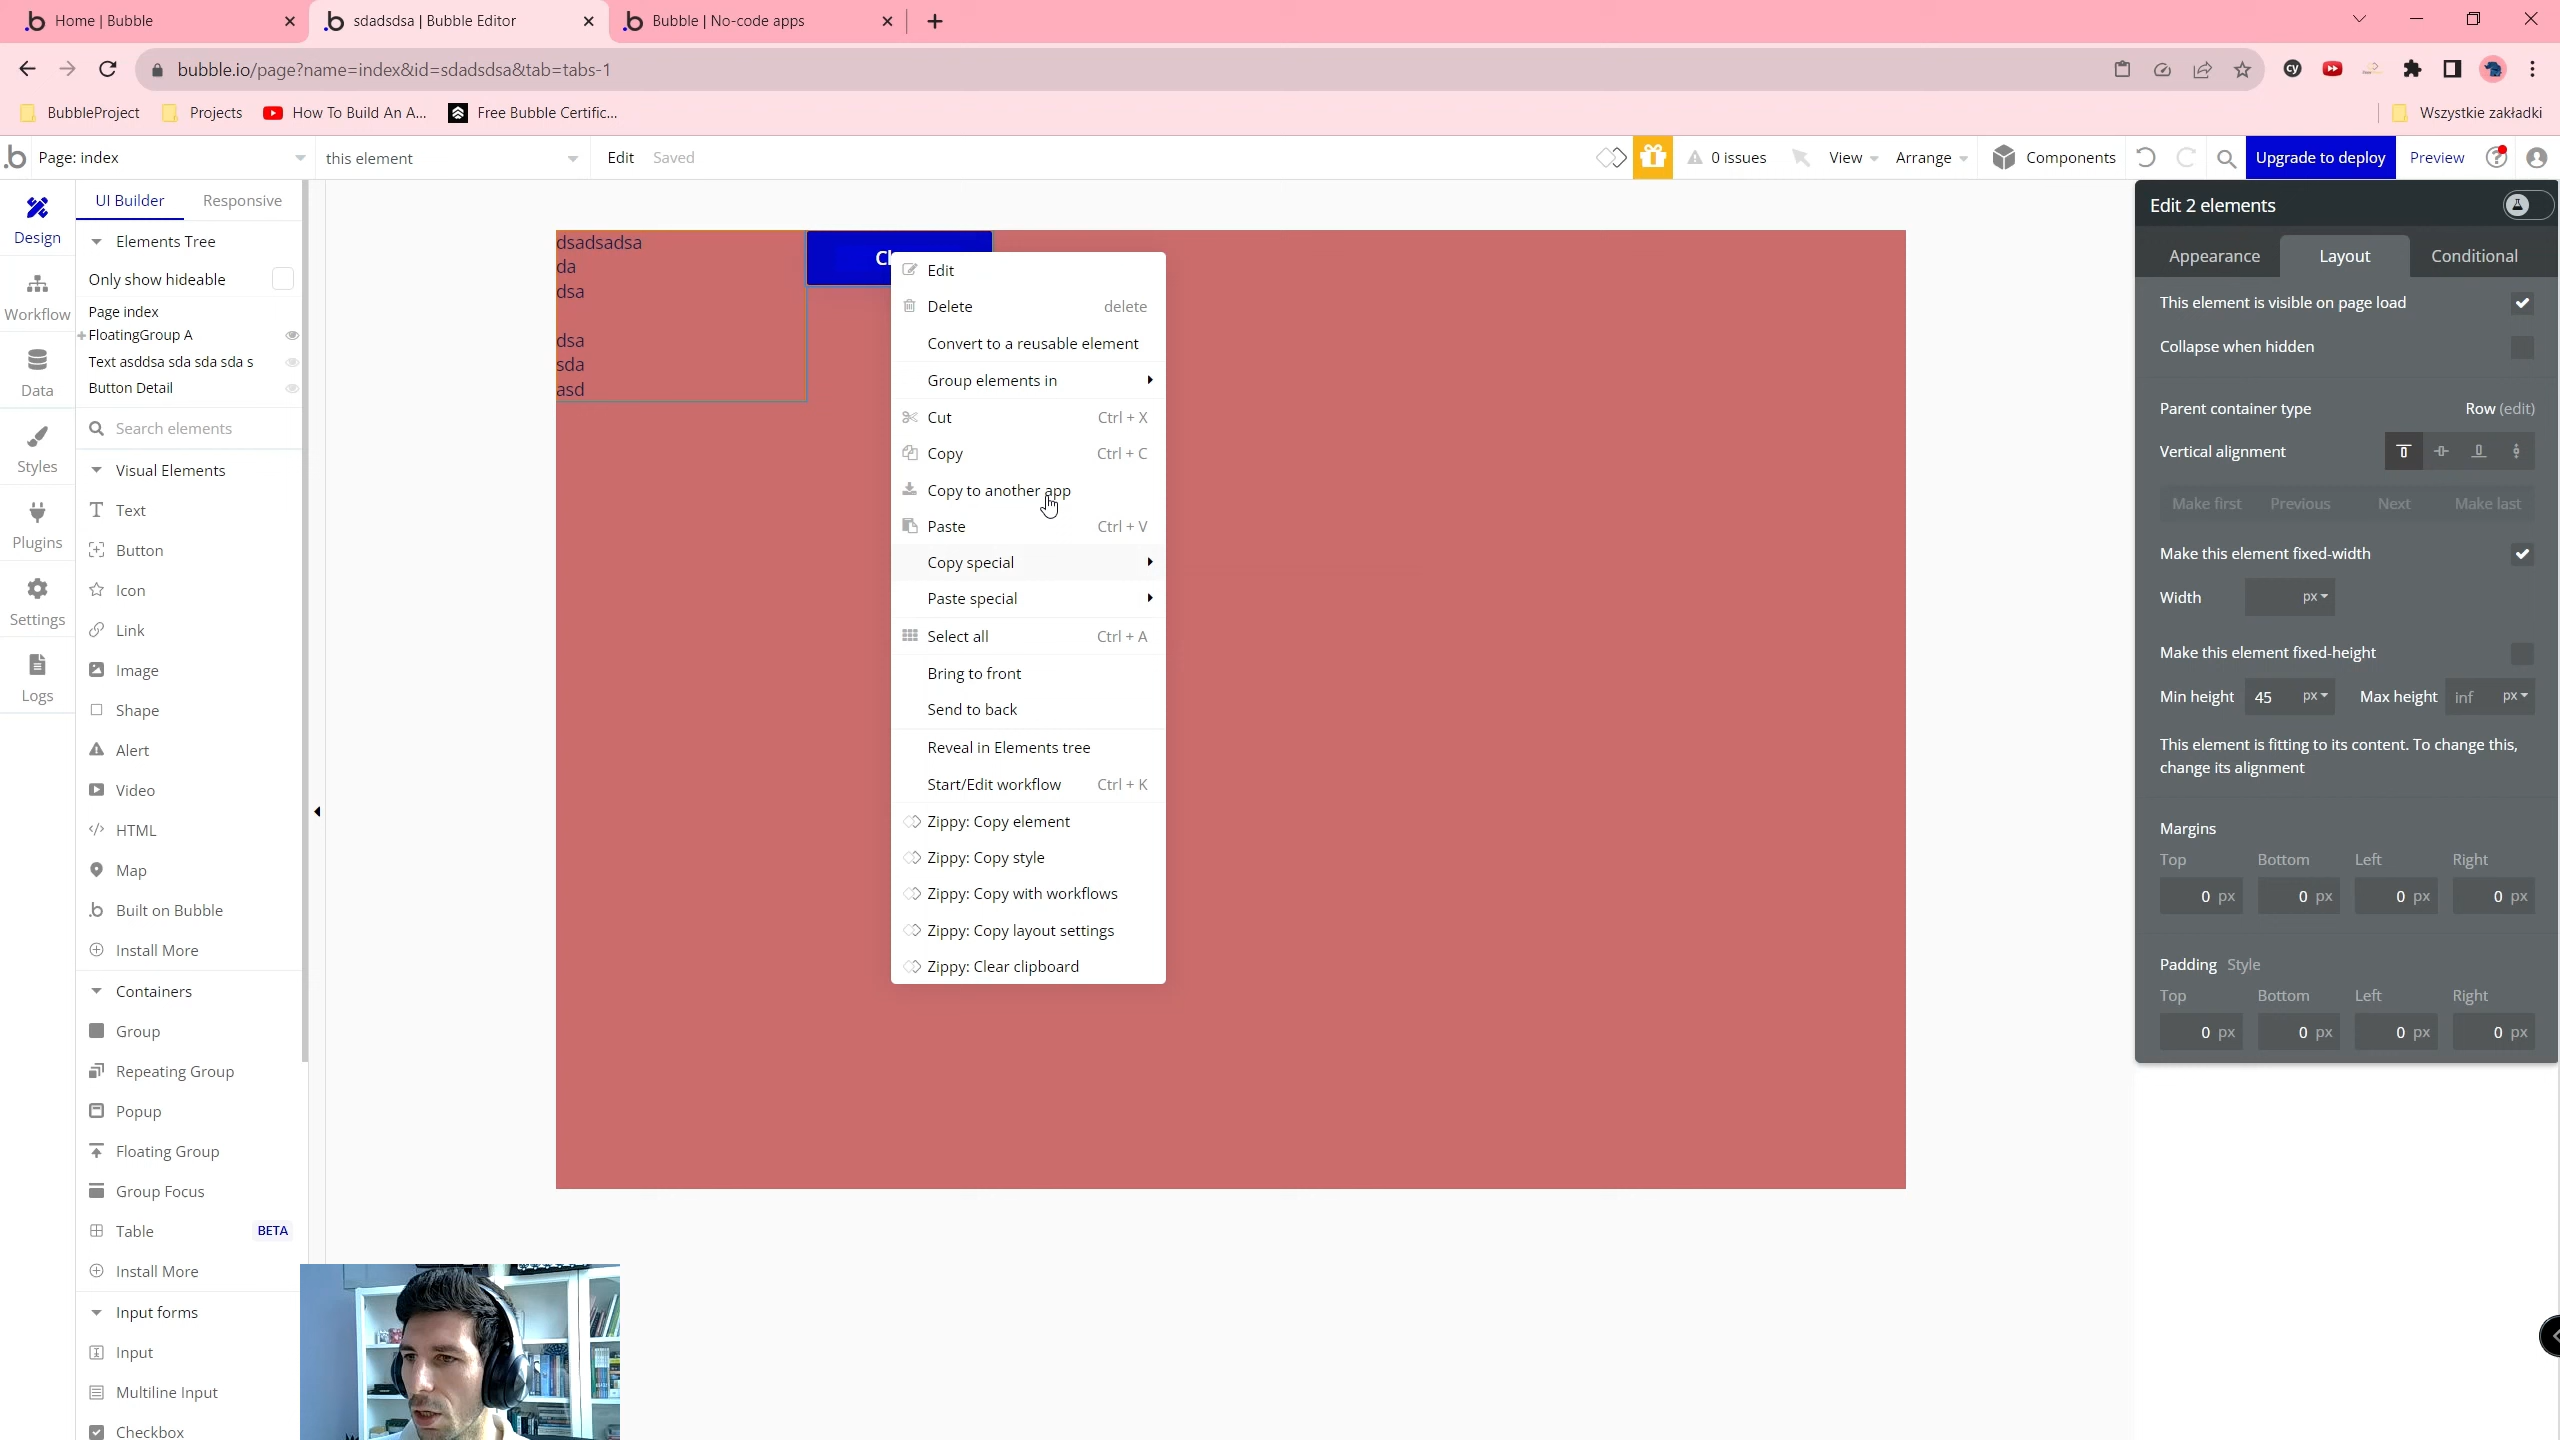 Home | Bubble
sdadsdsa | Bubble Editor
Bubble | No-code apps
bubble.io/page?name=index&id=sdadsdsa&tab=tabs-1
BubbleProject
Projects
How To Build An A...
Free Bubble Certific...
Wszystkie zakładki
Page: index
this element
Edit
Saved
0 issues
View
Arrange
Components
Upgrade to deploy
Preview
Design
Workflow
Data
Styles
Plugins
Settings
Logs
UI Builder
Responsive
Elements Tree
Only show hideable
Page index
FloatingGroup A
Text asddsa sda sda sda s
Button Detail
Search elements
Visual Elements
Text
Button
Icon
Link
Image
Shape
Alert
Video
HTML
Map
Built on Bubble
Install More
Containers
Group
Repeating Group
Popup
Floating Group
Group Focus
Table BETA
Install More
Input forms
Input
Multiline Input
Checkbox
dsadsadsa
da
dsa
dsa
sda
asd
Edit
Delete delete
Convert to a reusable element
Group elements in
Cut Ctrl + X
Copy Ctrl + C
Copy to another app
Paste Ctrl + V
Copy special
Paste special
Select all Ctrl + A
Bring to front
Send to back
Reveal in Elements tree
Start/Edit workflow Ctrl + K
Zippy: Copy element
Zippy: Copy style
Zippy: Copy with workflows
Zippy: Copy layout settings
Zippy: Clear clipboard
Edit 2 elements
Appearance Layout Conditional
This element is visible on page load
Collapse when hidden
Parent container type Row (edit)
Vertical alignment
Make first Previous Next Make last
Make this element fixed-width
Width px
Make this element fixed-height
Min height 45 px Max height inf px
This element is fitting to its content. To change this,
change its alignment
Margins
Top Bottom Left Right
0 px 0 px 0 px 0 px
Padding Style
Top Bottom Left Right
0 px 0 px 0 px 0 px